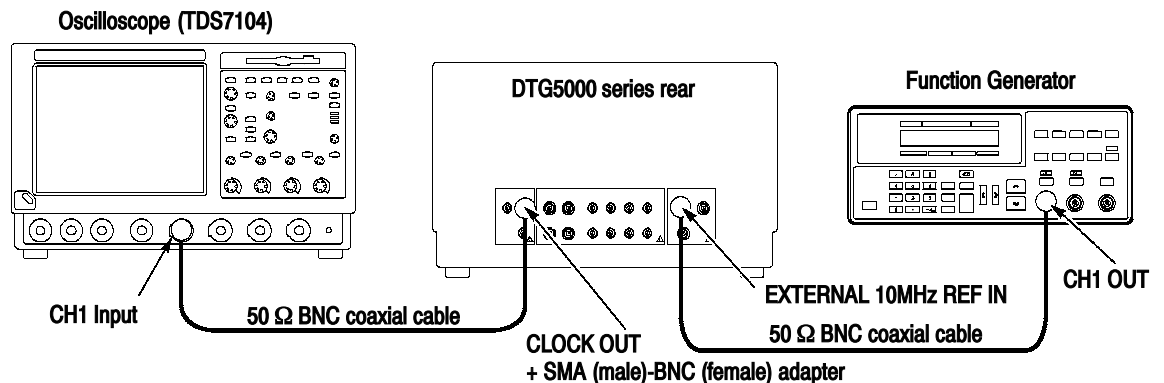 Oscilloscope (TDS7104)
DTG5000 series rear
Function Generator
CH1 Input
50 Ω BNC coaxial cable
CLOCK OUT
+ SMA (male)-BNC (female) adapter
EXTERNAL 10MHz REF IN
50 Ω BNC coaxial cable
CH1 OUT